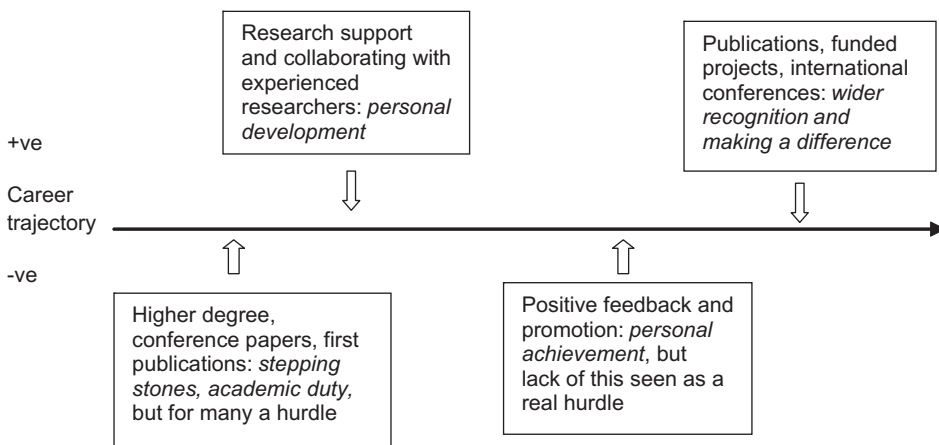 Research support
and collaborating with
experienced
researchers: personal
development
Publications, funded
projects, international
conferences: wider
recognition and
making a difference
+ve
Career
trajectory
-ve
Higher degree,
conference papers, first
publications: stepping
stones, academic duty,
but for many a hurdle
Positive feedback and
promotion: personal
achievement, but
lack of this seen as a
real hurdle